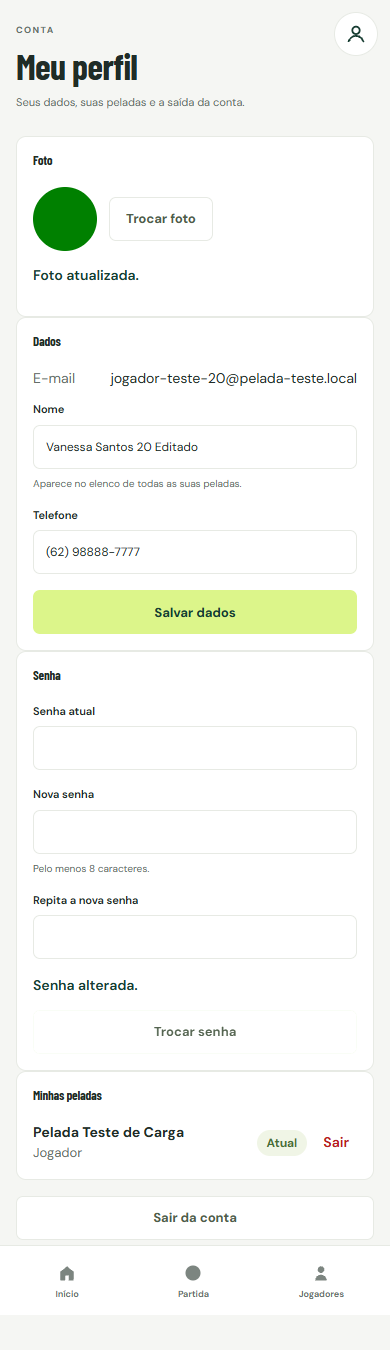 CONTA
Meu perfil
Seus dados, suas peladas e a saída da conta.
Foto
Trocar foto
Foto atualizada.
Dados
E-mail jogador-teste-20@pelada-teste.local
Nome
Vanessa Santos 20 Editado
Aparece no elenco de todas as suas peladas.
Telefone
(62) 98888-7777
Salvar dados
Senha
Senha atual
Nova senha
Pelo menos 8 caracteres.
Repita a nova senha
Senha alterada.
Trocar senha
Minhas peladas
Pelada Teste de Carga
Jogador
Atual Sair
Sair da conta
Início Partida Jogadores